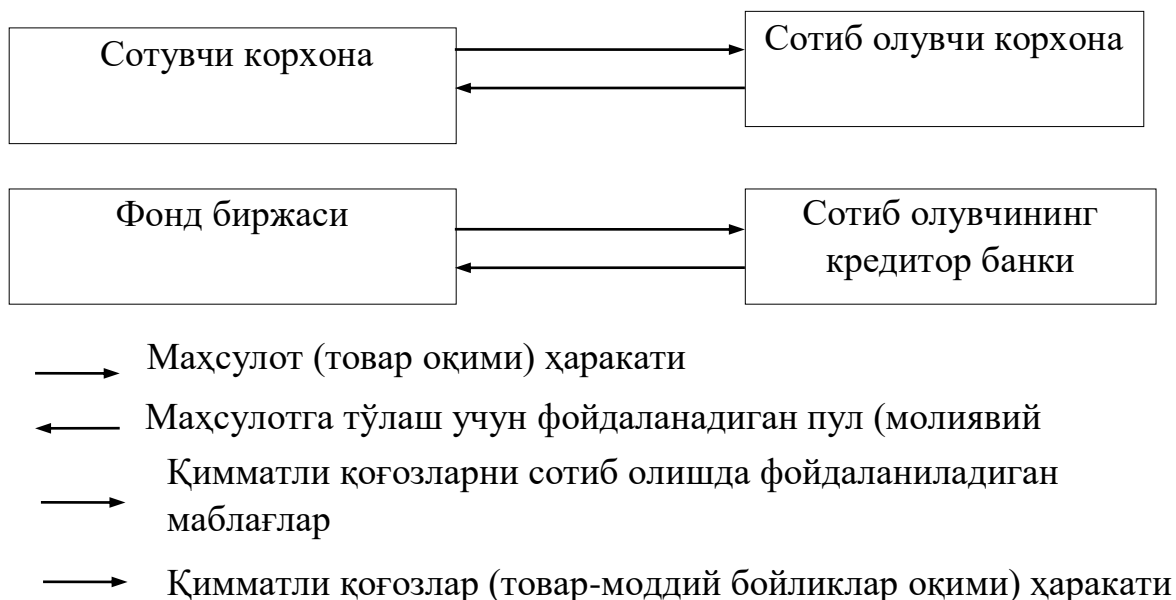 Сотувчи корхона
Сотиб олувчи корхона
Фонд биржаси
Сотиб олувчининг
кредитор банки
Маҳсулот (товар оқими) ҳаракати
Маҳсулотга тўлаш учун фойдаланадиган пул (молиявий
Қимматли қоғозларни сотиб олишда фойдаланиладиган
маблағлар
Қимматли қоғозлар (товар-моддий бойликлар оқими) ҳаракати